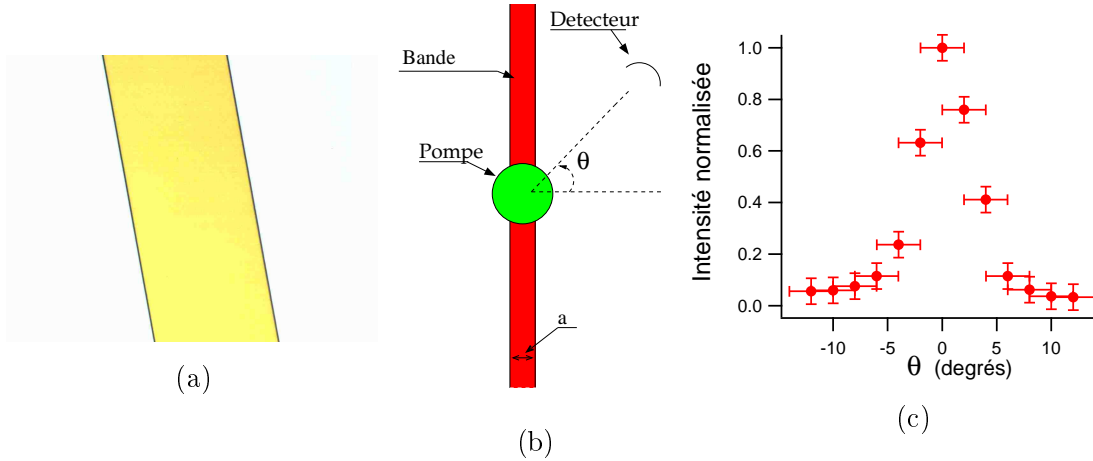 (a)
Detecteur
Bande
Pompe
θ
a
(b)
Intensité normalisée
1.0
0.8
0.6
0.4
0.2
0.0
-10
-5
0
5
10
θ (degrés)
(c)